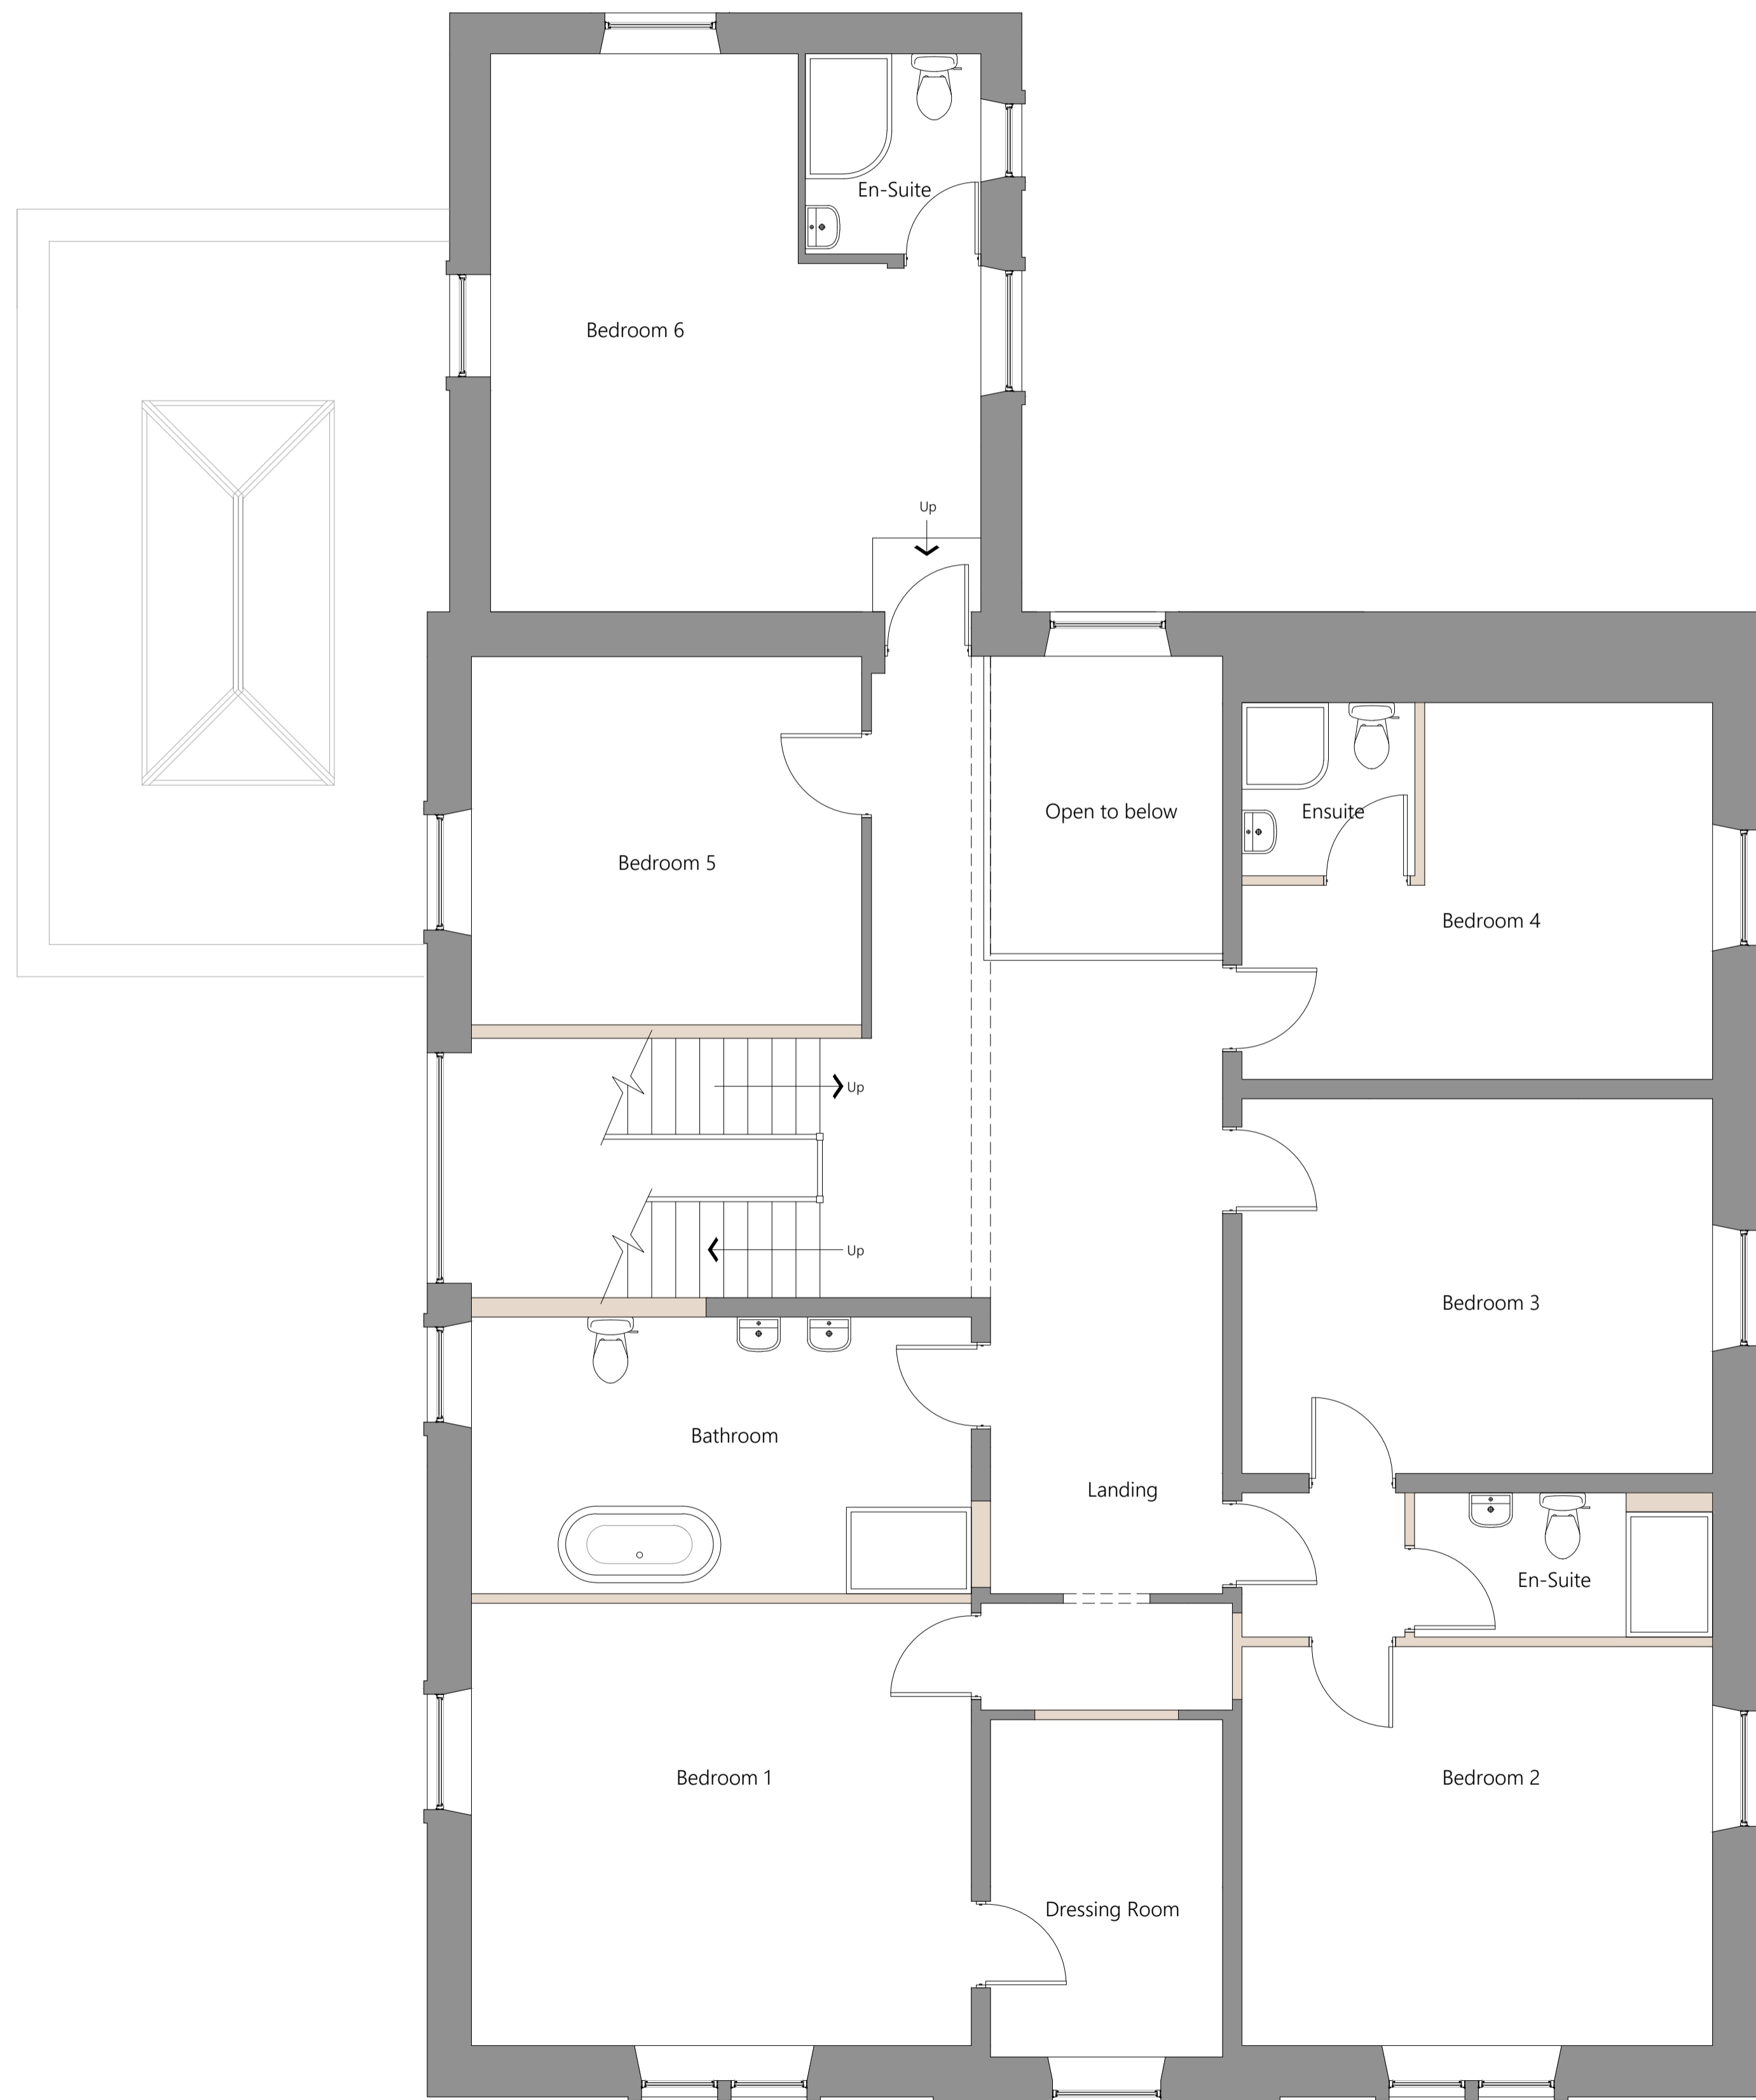 En-Suite
Bedroom 6
Up
Open to below
Ensuite
Bedroom 5
Bedroom 4
Up
Up
Bedroom 3
Bathroom
Landing
En-Suite
Bedroom 1
Bedroom 2
Dressing Room